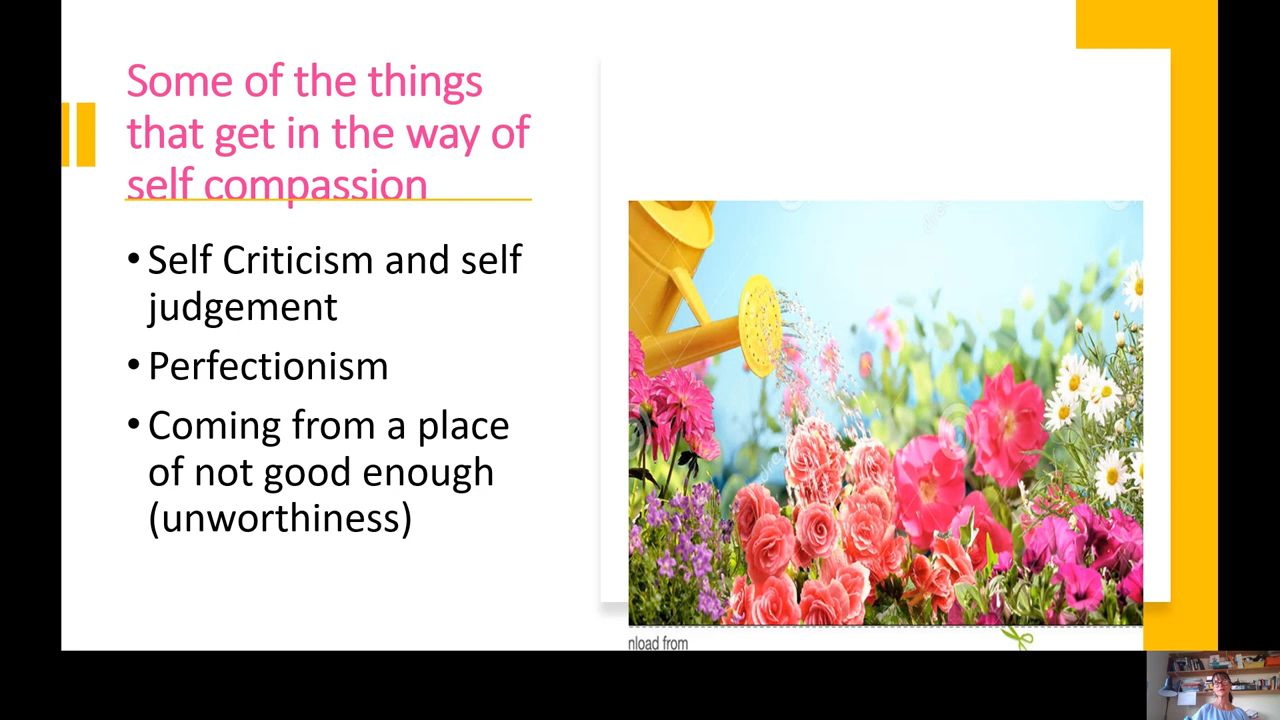 Some of the things
that get in the way of
self compassion
• Self Criticism and self
judgement
• Perfectionism
• Coming from a place
of not good enough
(unworthiness)
nload from